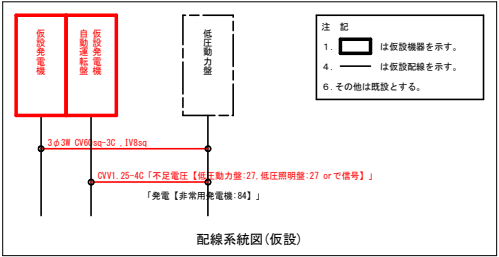 仮設発電機
仮設発電機
自動運転盤
低圧動力盤
注 記
1. は仮設機器を示す。
4. は仮設配線を示す。
6.その他は既設とする。
3φ3W CV60sq-3C ,IV8sq
CVV1.25-4C「不足電圧【低圧動力盤:27,低圧照明盤:27 orで信号】」
「発電【非常用発電機:84】」
配線系統図(仮設)